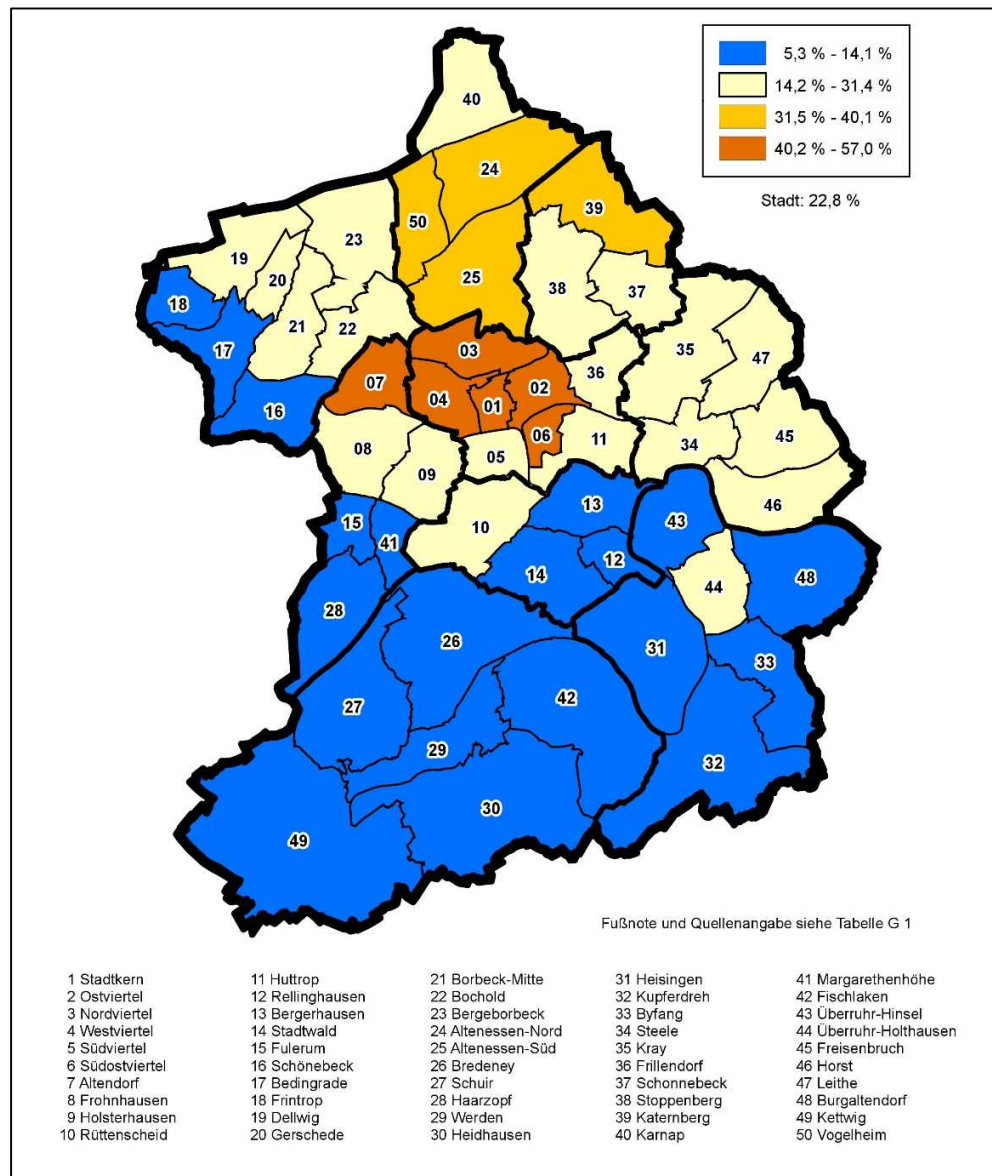 5,3 % - 14,1 %
14,2 % - 31,4 %
31,5 % - 40,1 %
40,2 % - 57,0 %
Stadt: 22,8 %
40
24
39
50
23
19
25
20
38
37
18
21
22
35
17
03
47
36
07
02
04
01
16
06
11
34
45
08
05
09
46
10
13
15
43
41
12
14
48
44
28
26
31
33
42
27
29
32
30
49
Fußnote und Quellenangabe siehe Tabelle G 1
1 Stadtkern
2 Ostviertel
3 Nordviertel
4 Westviertel
5 Südviertel
6 Südostviertel
7 Altendorf
8 Frohnhausen
9 Holsterhausen
10 Rüttenscheid
11 Huttrop
12 Rellinghausen
13 Bergerhausen
14 Stadtwald
15 Fulerum
16 Schönebeck
17 Bedingrade
18 Frintrop
19 Dellwig
20 Gerschede
21 Borbeck-Mitte
22 Bochold
23 Bergeborbeck
24 Altenessen-Nord
25 Altenessen-Süd
26 Bredeney
27 Schuir
28 Haarzopf
29 Werden
30 Heidhausen
31 Heisingen
32 Kupferdreh
33 Byfang
34 Steele
35 Kray
36 Frillendorf
37 Schonnebeck
38 Stoppenberg
39 Katernberg
40 Karnap
41 Margarethenhöhe
42 Fischlaken
43 Überruhr-Hinsel
44 Überruhr-Holthausen
45 Freisenbruch
46 Horst
47 Leithe
48 Burgaltendorf
49 Kettwig
50 Vogelheim